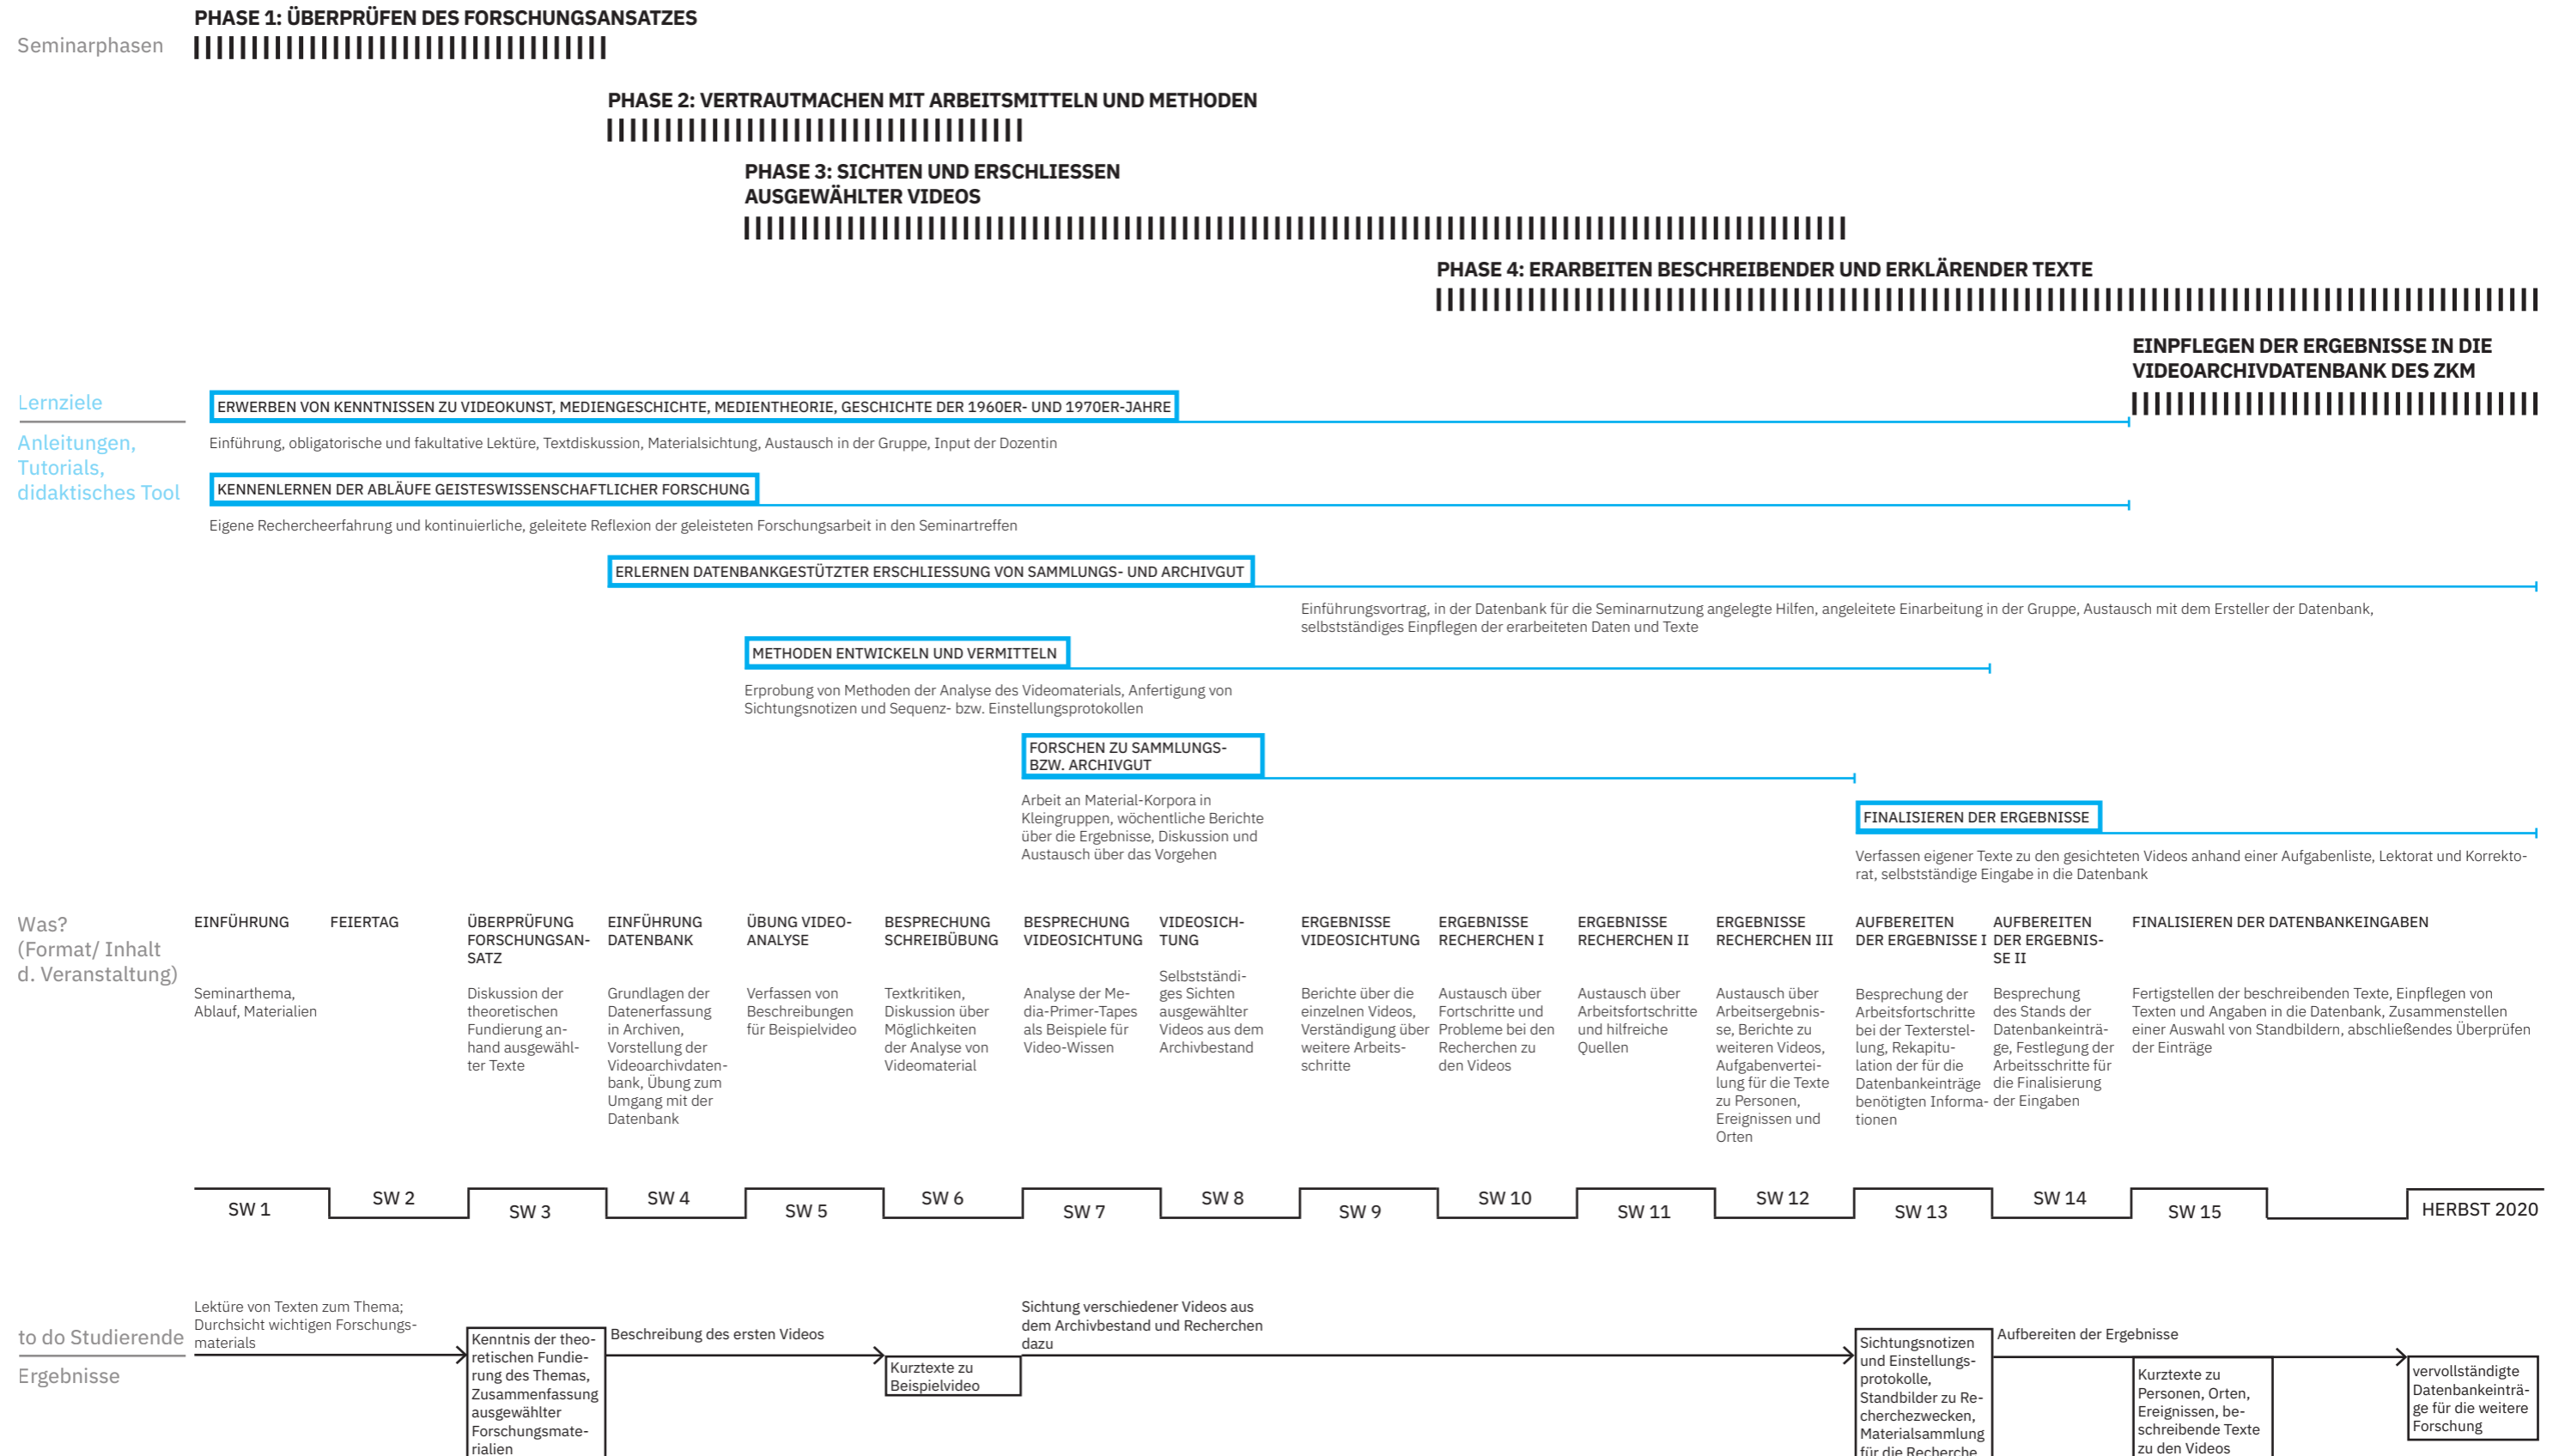 PHASE 1: ÜBERPRÜFEN DES FORSCHUNGSANSATZES
Seminarphasen
PHASE 2: VERTRAUTMACHEN MIT ARBEITSMITTELN UND METHODEN
PHASE 3: SICHTEN UND ERSCHLIESSEN
AUSGEWÄHLTER VIDEOS
PHASE 4: ERARBEITEN BESCHREIBENDER UND ERKLÄRENDER TEXTE
EINPFLEGEN DER ERGEBNISSE IN DIE
VIDEOARCHIVDATENBANK DES ZKM
Lernziele
Anleitungen,
Tutorials,
didaktisches Tool
ERWERBEN VON KENNTNISSEN ZU VIDEOKUNST, MEDIENGESCHICHTE, MEDIENTHEORIE, GESCHICHTE DER 1960ER- UND 1970ER-JAHRE
Einführung, obligatorische und fakultative Lektüre, Textdiskussion, Materialsichtung, Austausch in der Gruppe, Input der Dozentin
KENNENLERNEN DER ABLÄUFE GEISTESWISSENSCHAFTLICHER FORSCHUNG
Eigene Rechercheerfahrung und kontinuierliche, geleitete Reflexion der geleisteten Forschungsarbeit in den Seminartreffen
ERLERNEN DATENBANKGESTÜTZTER ERSCHLIESSUNG VON SAMMLUNGS- UND ARCHIVGUT
Einführungsvortrag, in der Datenbank für die Seminarnutzung angelegte Hilfen, angeleitete Einarbeitung in der Gruppe, Austausch mit dem Ersteller der Datenbank,
selbstständiges Einpflegen der erarbeiteten Daten und Texte
METHODEN ENTWICKELN UND VERMITTELN
Erprobung von Methoden der Analyse des Videomaterials, Anfertigung von
Sichtungsnotizen und Sequenz- bzw. Einstellungsprotokollen
FORSCHEN ZU SAMMLUNGS-
BZW. ARCHIVGUT
Arbeit an Material-Korpora in
Kleingruppen, wöchentliche Berichte
über die Ergebnisse, Diskussion und
Austausch über das Vorgehen
FINALISIEREN DER ERGEBNISSE
Verfassen eigener Texte zu den gesichteten Videos anhand einer Aufgabenliste, Lektorat und Korrekto-
rat, selbstständige Eingabe in die Datenbank
Was?
(Format/ Inhalt
d. Veranstaltung)
EINFÜHRUNG
Seminarthema,
Ablauf, Materialien
FEIERTAG
ÜBERPRÜFUNG
FORSCHUNGSAN-
SATZ
Diskussion der
theoretischen
Fundierung an-
hand ausgewähl-
ter Texte
EINFÜHRUNG
DATENBANK
Grundlagen der
Datenerfassung
in Archiven,
Vorstellung der
Videoarchivdaten-
bank, Übung zum
Umgang mit der
Datenbank
ÜBUNG VIDEO-
ANALYSE
Verfassen von
Beschreibungen
für Beispielvideo
BESPRECHUNG
SCHREIBÜBUNG
Textkritiken,
Diskussion über
Möglichkeiten
der Analyse von
Videomaterial
BESPRECHUNG
VIDEOSICHTUNG
Analyse der Me-
dia-Primer-Tapes
als Beispiele für
Video-Wissen
VIDEOSICH-
TUNG
Selbstständi-
ges Sichten
ausgewählter
Videos aus dem
Archivbestand
ERGEBNISSE
VIDEOSICHTUNG
Berichte über die
einzelnen Videos,
Verständigung über
weitere Arbeits-
schritte
ERGEBNISSE
RECHERCHEN I
Austausch über
Fortschritte und
Probleme bei den
Recherchen zu
den Videos
ERGEBNISSE
RECHERCHEN II
Austausch über
Arbeitsfortschritte
und hilfreiche
Quellen
ERGEBNISSE
RECHERCHEN III
Austausch über
Arbeitsergebnis-
se, Berichte zu
weiteren Videos,
Aufgabenvertei-
lung für die Texte
zu Personen,
Ereignissen und
Orten
AUFBEREITEN
DER ERGEBNISSE I
Besprechung der
Arbeitsfortschritte
bei der Texterstel-
lung, Rekapitu-
lation der für die
Datenbankeinträge
benötigten Informa-
tionen
AUFBEREITEN
DER ERGEBNIS-
SE II
Besprechung
des Stands der
Datenbankeinträ-
ge, Festlegung der
Arbeitsschritte für
die Finalisierung
der Eingaben
FINALISIEREN DER DATENBANKEINGABEN
Fertigstellen der beschreibenden Texte, Einpflegen von
Texten und Angaben in die Datenbank, Zusammenstellen
einer Auswahl von Standbildern, abschließendes Überprüfen
der Einträge
SW 1
SW 2
SW 3
SW 4
SW 5
SW 6
SW 7
SW 8
SW 9
SW 10
SW 11
SW 12
SW 13
SW 14
SW 15
HERBST 2020
to do Studierende
Ergebnisse
Lektüre von Texten zum Thema;
Durchsicht wichtigen Forschungs-
materials
Kenntnis der theo-
retischen Fundie-
rung des Themas,
Zusammenfassung
ausgewählter
Forschungsmate-
rialien
Beschreibung des ersten Videos
Kurztexte zu
Beispielvideo
Sichtung verschiedener Videos aus
dem Archivbestand und Recherchen
dazu
Sichtungsnotizen
und Einstellungs-
protokolle,
Standbilder zu Re-
cherchezwecken,
Materialsammlung
für die Recherche
Aufbereiten der Ergebnisse
Kurztexte zu
Personen, Orten,
Ereignissen, be-
schreibende Texte
zu den Videos
vervollständigte
Datenbankeinträ-
ge für die weitere
Forschung